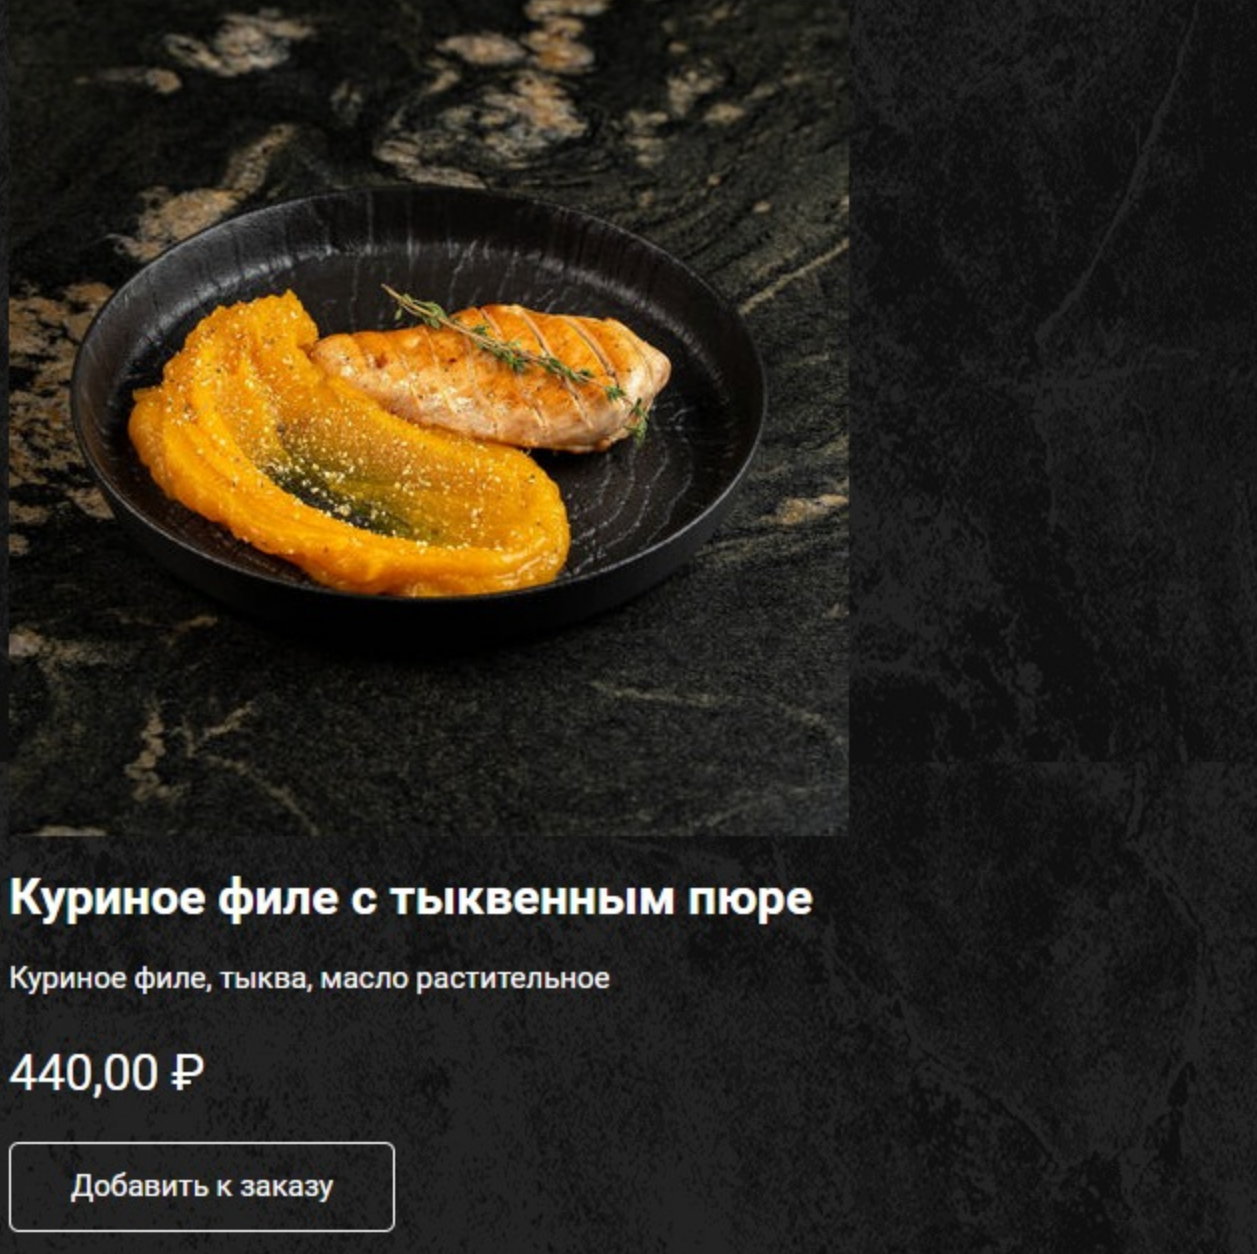 Куриное филе с тыквенным пюре
Куриное филе, тыква, масло растительное
440,00 ₽
Добавить к заказу